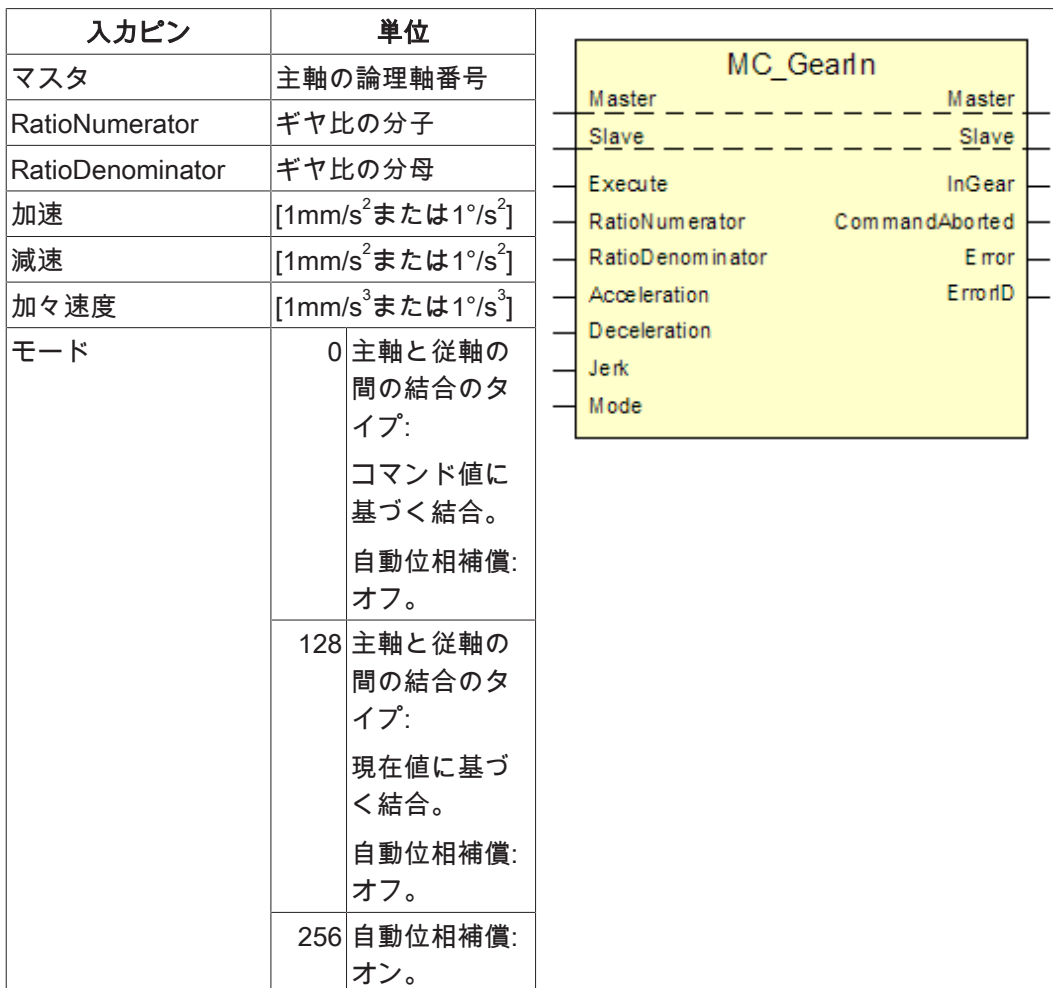 入力ピン 単位
マスタ 主軸の論理軸番号
RatioNumerator ギヤ比の分子
RatioDenominator ギヤ比の分母
加速 [1mm/s²または1°/s²]
減速 [1mm/s²または1°/s²]
加々速度 [1mm/s³または1°/s³]
モード 0 主軸と従軸の
間の結合のタ
イプ:
コマンド値に
基づく結合。
自動位相補償:
オフ。
128 主軸と従軸の
間の結合のタ
イプ:
現在値に基づ
く結合。
自動位相補償:
オフ。
256 自動位相補償:
オン。
MC_GearIn
Master Master
Slave Slave
Execute InGear
RatioNumerator CommandAborted
RatioDenominator Error
Acceleration ErrorID
Deceleration
Jerk
Mode